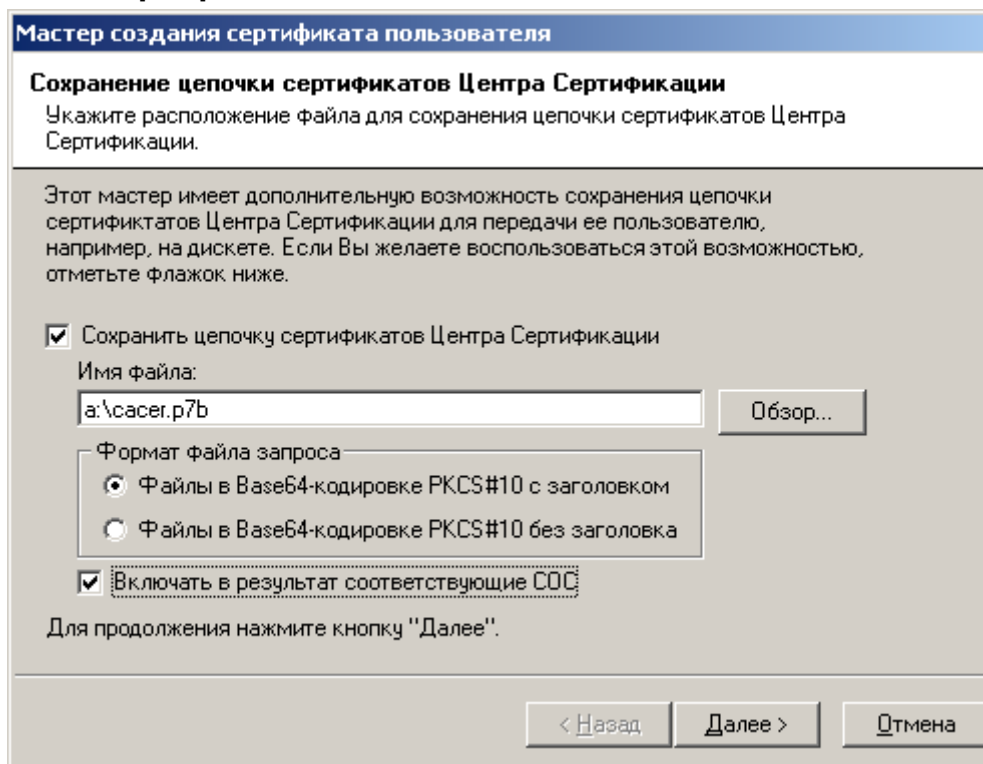 Мастер создания сертификата пользователя
Сохранение цепочки сертификатов Центра Сертификации
Укажите расположение файла для сохранения цепочки сертификатов Центра
Сертификации.
Этот мастер имеет дополнительную возможность сохранения цепочки
сертификтатов Центра Сертификации для передачи ее пользователю,
например, на дискете. Если Вы желаете воспользоваться этой возможностью,
отметьте флажок ниже.
Сохранить цепочку сертификатов Центра Сертификации
Имя файла:
a:\cacer.p7b
Обзор...
Формат файла запроса
Файлы в Base64-кодировке PKCS#10 с заголовком
Файлы в Base64-кодировке PKCS#10 без заголовка
Включать в результат соответствующие СОС
Для продолжения нажмите кнопку "Далее".
< Назад
Далее >
Отмена